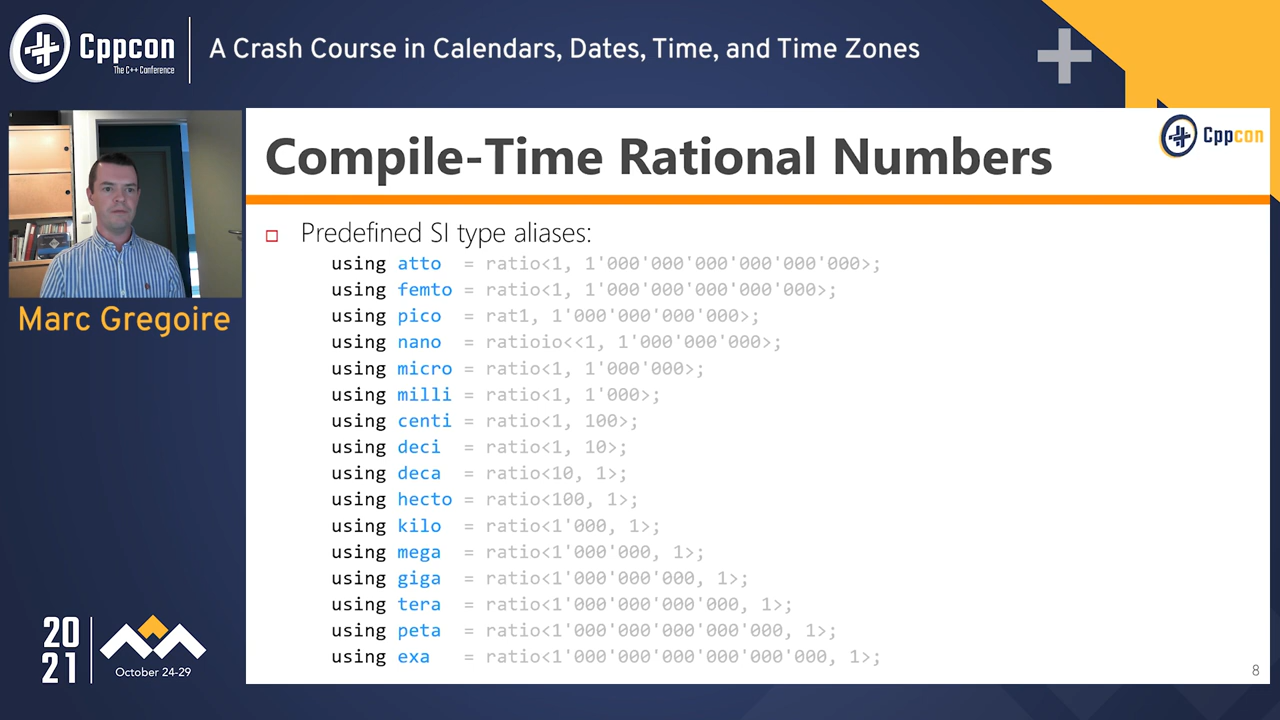 Cppcon
The C++ Conference
A Crash Course in Calendars, Dates, Time, and Time Zones
Cppcon
Marc Gregoire
Compile-Time Rational Numbers
Predefined SI type aliases:
using atto = ratio<1, 1'000'000'000'000'000'000>;
using femto = ratio<1, 1'000'000'000'000'000>;
using pico = rat1, 1'000'000'000'000>;
using nano = ratioio<<1, 1'000'000'000>;
using micro = ratio<1, 1'000'000>;
using milli = ratio<1, 1'000>;
using centi = ratio<1, 100>;
using deci = ratio<1, 10>;
using deca = ratio<10, 1>;
using hecto = ratio<100, 1>;
using kilo = ratio<1'000, 1>;
using mega = ratio<1'000'000, 1>;
using giga = ratio<1'000'000'000, 1>;
using tera = ratio<1'000'000'000'000, 1>;
using peta = ratio<1'000'000'000'000'000, 1>;
using exa = ratio<1'000'000'000'000'000'000, 1>;
8
20
21
October 24-29